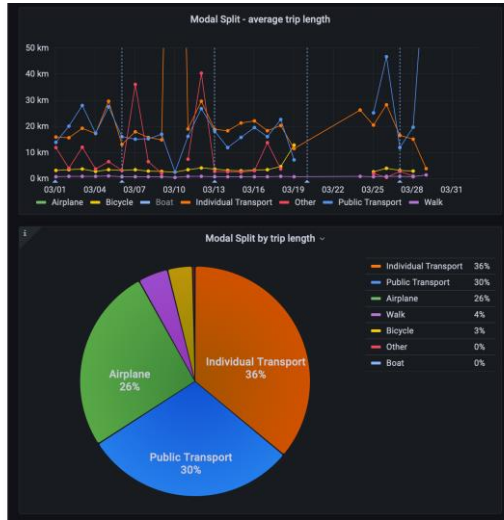 Modal Split - average trip length
50 km
40 km
30 km
20 km
10 km
0 km
03/01 03/04 03/07 03/10 03/13 03/16 03/19 03/22 03/25 03/28 03/31
Airplane Bicycle Boat Individual Transport Other Public Transport Walk
i
Modal Split by trip length
Individual Transport 36%
Public Transport 30%
Airplane 26%
Walk 4%
Bicycle 3%
Other 0%
Boat 0%
Individual Transport
36%
Airplane
26%
Public Transport
30%